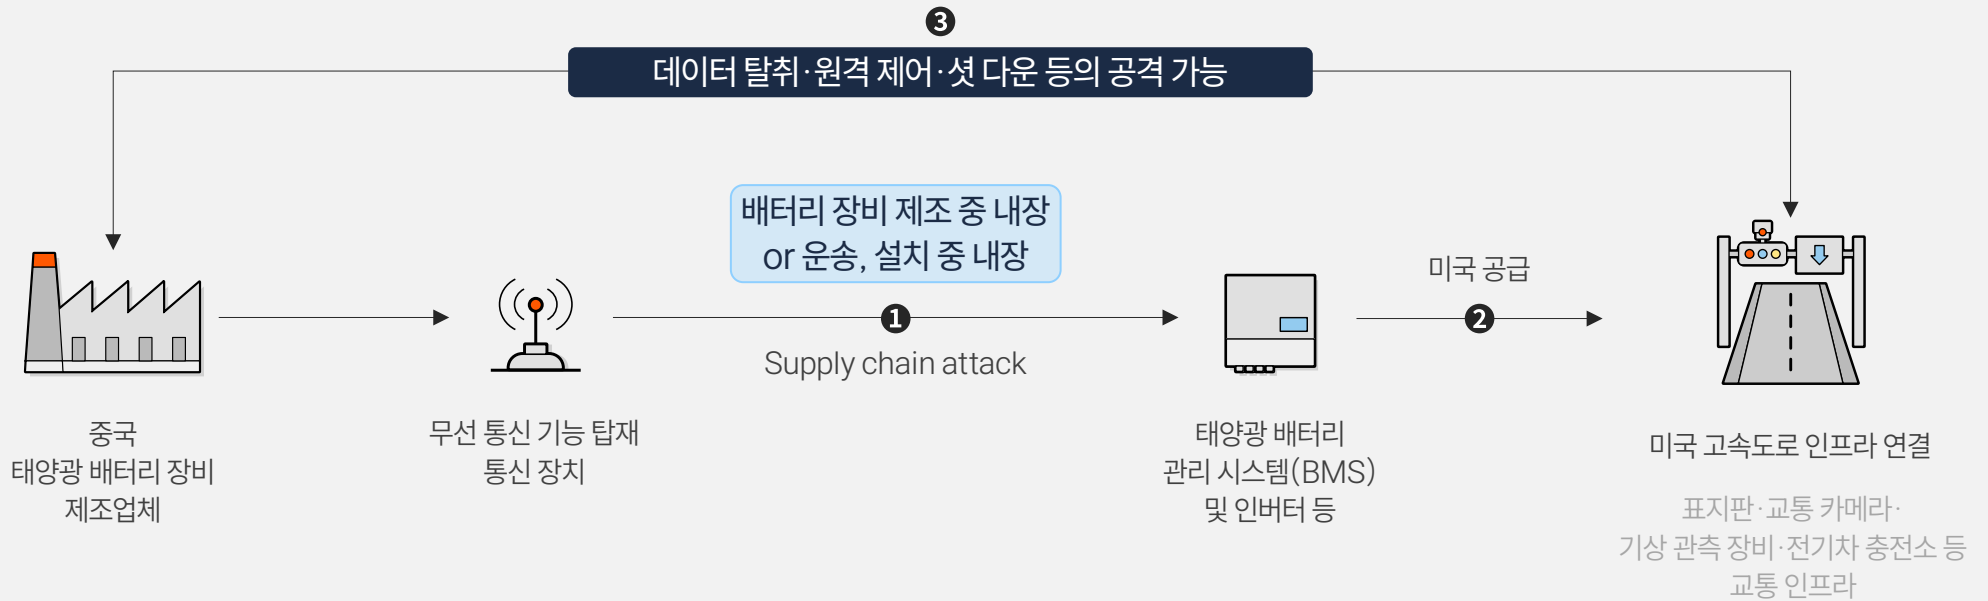 ❸
데이터 탈취·원격 제어·셧 다운 등의 공격 가능
배터리 장비 제조 중 내장
or 운송, 설치 중 내장
❶
Supply chain attack
미국 공급
❷
중국
태양광 배터리 장비
제조업체
무선 통신 기능 탑재
통신 장치
태양광 배터리
관리 시스템(BMS)
및 인버터 등
미국 고속도로 인프라 연결
표지판·교통 카메라·
기상 관측 장비·전기차 충전소 등
교통 인프라